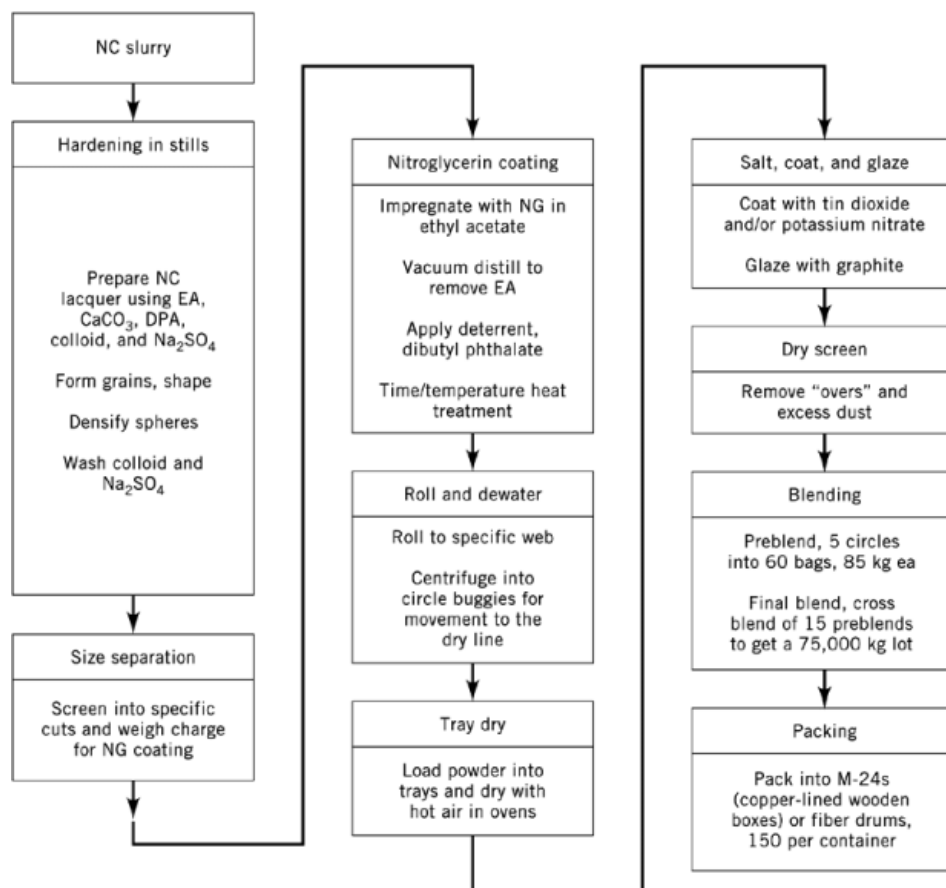 NC slurry
Hardening in stills
Prepare NC
lacquer using EA,
CaCO₃, DPA,
colloid, and Na₂SO₄
Form grains, shape
Densify spheres
Wash colloid and
Na₂SO₄
Size separation
Screen into specific
cuts and weigh charge
for NG coating
Nitroglycerin coating
Impregnate with NG in
ethyl acetate
Vacuum distill to
remove EA
Apply deterrent,
dibutyl phthalate
Time/temperature heat
treatment
Roll and dewater
Roll to specific web
Centrifuge into
circle buggies for
movement to the
dry line
Tray dry
Load powder into
trays and dry with
hot air in ovens
Salt, coat, and glaze
Coat with tin dioxide
and/or potassium nitrate
Glaze with graphite
Dry screen
Remove “overs” and
excess dust
Blending
Preblend, 5 circles
into 60 bags, 85 kg ea
Final blend, cross
blend of 15 preblends
to get a 75,000 kg lot
Packing
Pack into M-24s
(copper-lined wooden
boxes) or fiber drums,
150 per container